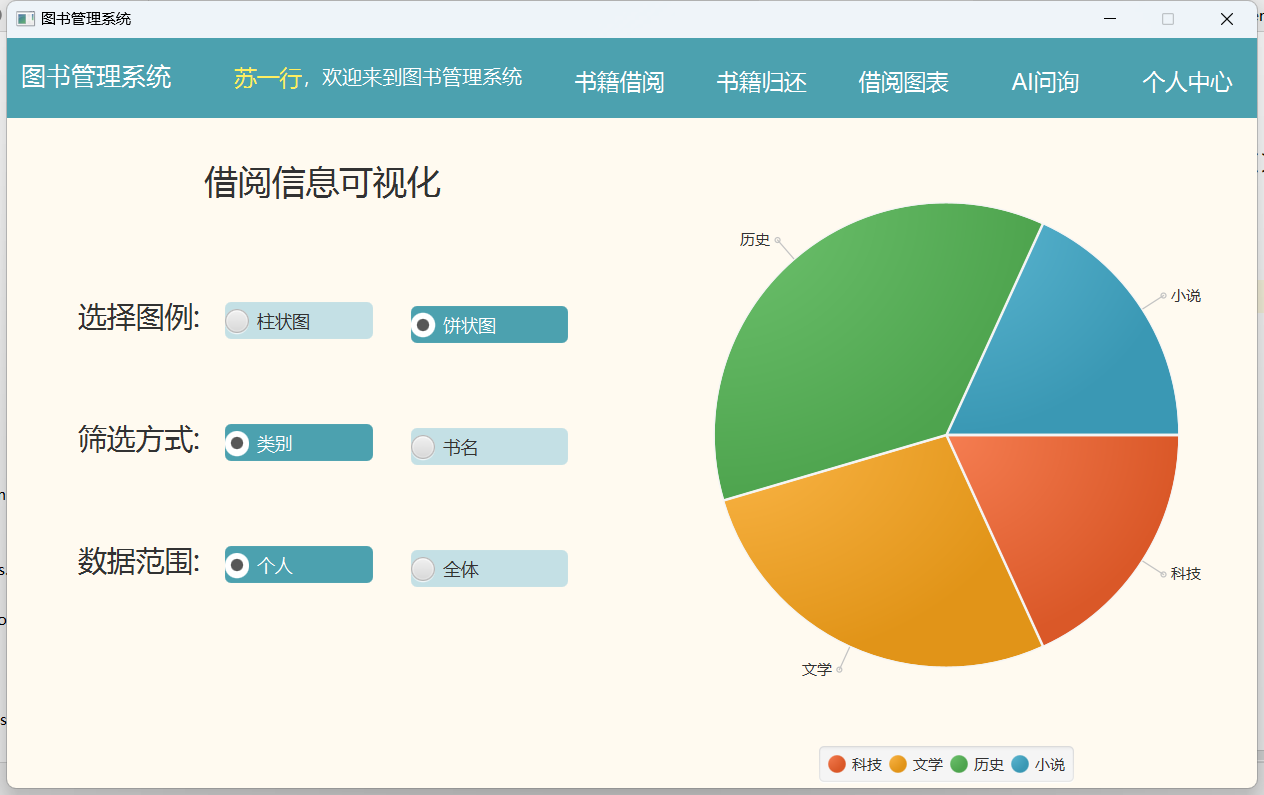 图书管理系统
图书管理系统 苏一行，欢迎来到图书管理系统 书籍借阅 书籍归还 借阅图表 AI问询 个人中心
借阅信息可视化
选择图例: 柱状图 饼状图
筛选方式: 类别 书名
数据范围: 个人 全体
历史
小说
科技
文学
科技 文学 历史 小说